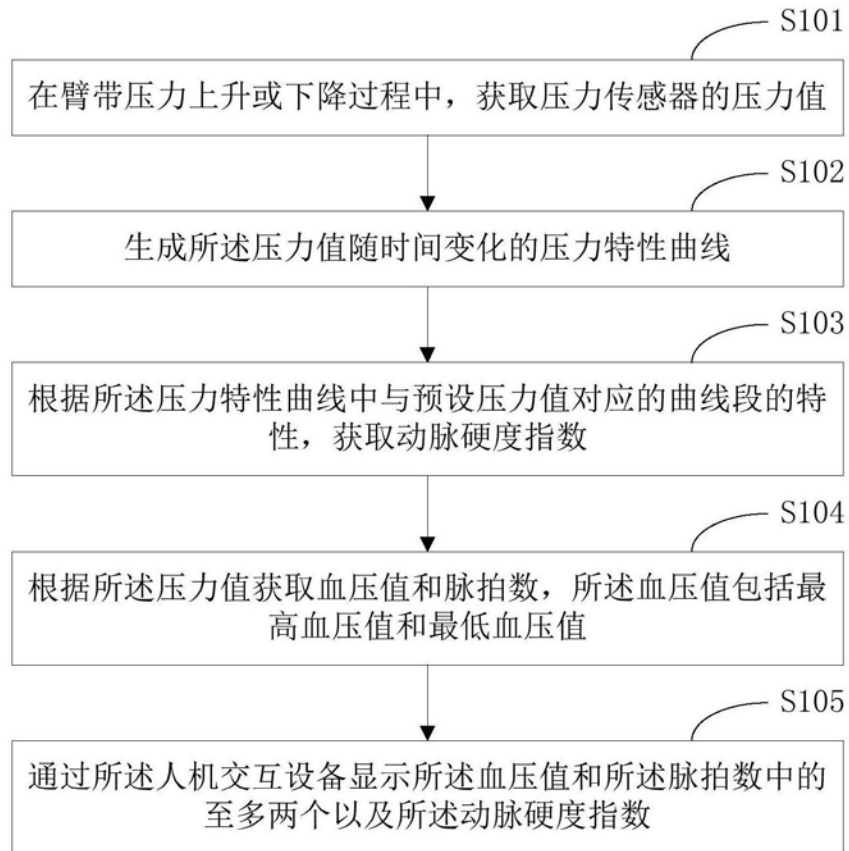 S101
在臂带压力上升或下降过程中，获取压力传感器的压力值
S102
生成所述压力值随时间变化的压力特性曲线
S103
根据所述压力特性曲线中与预设压力值对应的曲线段的特
性，获取动脉硬度指数
S104
根据所述压力值获取血压值和脉拍数，所述血压值包括最
高血压值和最低血压值
S105
通过所述人机交互设备显示所述血压值和所述脉拍数中的
至多两个以及所述动脉硬度指数